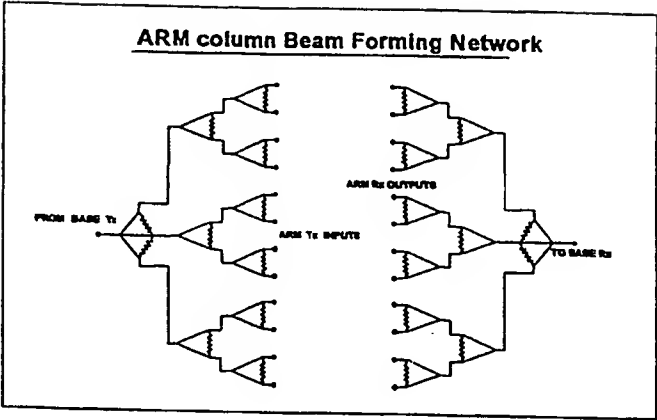 ARM column Beam Forming Network
ARM Rx OUTPUTS
FROM BASE Tx
ARM Tx INPUTS
TO BASE Rx